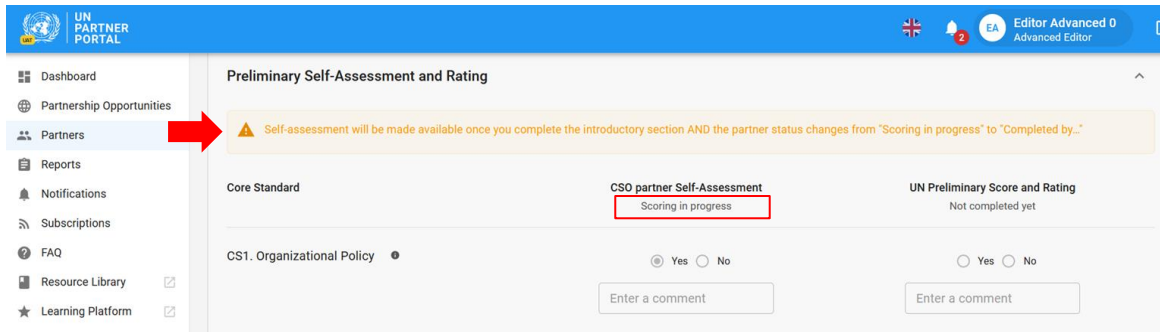 UN
PARTNER
PORTAL
UAT
2
EA
Editor Advanced 0
Advanced Editor
Dashboard
Partnership Opportunities
Partners
Reports
Notifications
Subscriptions
FAQ
Resource Library
Learning Platform
Preliminary Self-Assessment and Rating
Self-assessment will be made available once you complete the introductory section AND the partner status changes from "Scoring in progress" to "Completed by..."
Core Standard
CSO partner Self-Assessment
UN Preliminary Score and Rating
Scoring in progress
Not completed yet
CS1. Organizational Policy
Yes No
Yes No
Enter a comment
Enter a comment